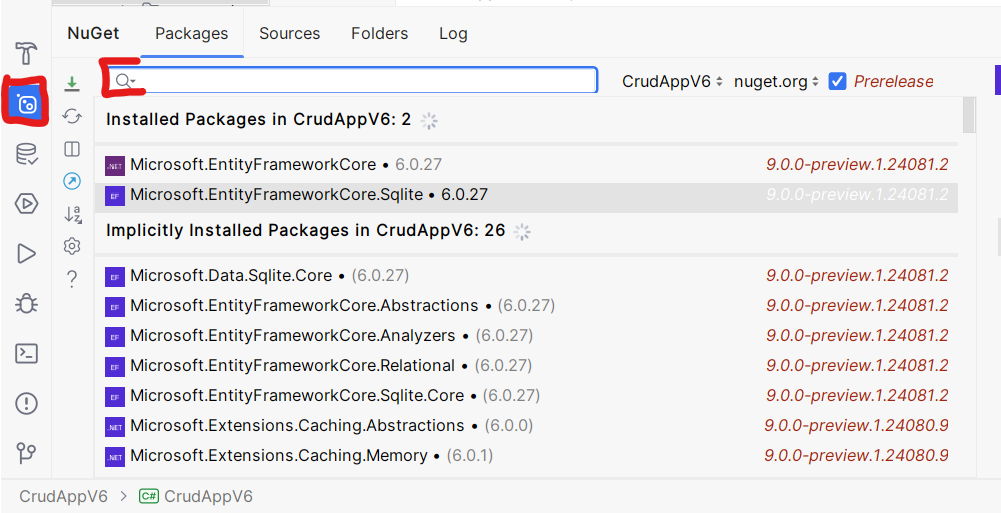 NuGet Packages Sources Folders Log
CrudAppV6 nuget.org Prerelease
Installed Packages in CrudAppV6: 2
.NET Microsoft.EntityFrameworkCore • 6.0.27 9.0.0-preview.1.24081.2
EF Microsoft.EntityFrameworkCore.Sqlite • 6.0.27 9.0.0-preview.1.24081.2
Implicitly Installed Packages in CrudAppV6: 26
EF Microsoft.Data.Sqlite.Core • (6.0.27) 9.0.0-preview.1.24081.2
EF Microsoft.EntityFrameworkCore.Abstractions • (6.0.27) 9.0.0-preview.1.24081.2
EF Microsoft.EntityFrameworkCore.Analyzers • (6.0.27) 9.0.0-preview.1.24081.2
EF Microsoft.EntityFrameworkCore.Relational • (6.0.27) 9.0.0-preview.1.24081.2
EF Microsoft.EntityFrameworkCore.Sqlite.Core • (6.0.27) 9.0.0-preview.1.24081.2
.NET Microsoft.Extensions.Caching.Abstractions • (6.0.0) 9.0.0-preview.1.24080.9
.NET Microsoft.Extensions.Caching.Memory • (6.0.1) 9.0.0-preview.1.24080.9
CrudAppV6 > C# CrudAppV6